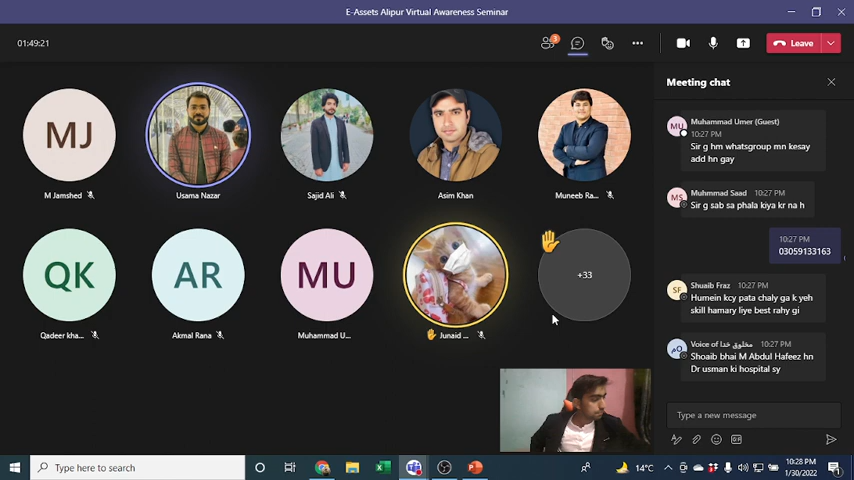 E-Assets Alipur Virtual Awareness Seminar
01:49:21
3
Leave
Meeting chat
MJ
M Jamshed
Usama Nazar
Sajid Ali
Asim Khan
Muneeb Ra...
QK
Qadeer kha...
AR
Akmal Rana
MU
Muhammad U...
Junaid ...
+33
MU
Muhammad Umer (Guest)
10:27 PM
Sir g hm whatsgroup mn kesay
add hn gay
MS
Muhmmad Saad 10:27 PM
Sir g sab sa phala kiya kr na h
10:27 PM
03059133163
SF
Shuaib Fraz 10:27 PM
Humein kcy pata chaly ga k yeh
skill hamary liye best rahy gi
Voice of مخلوق خدا 10:27 PM
Shoaib bhai M Abdul Hafeez hn
Dr usman ki hospital sy
Type a new message
Type here to search
14°C
10:28 PM
1/30/2022